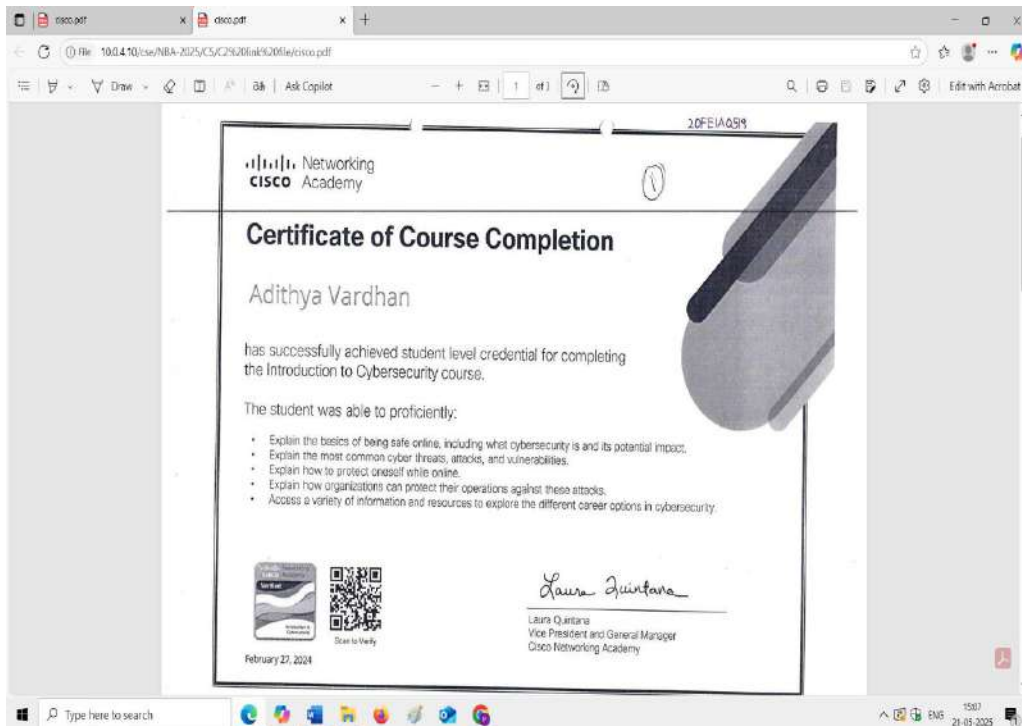 cisco.pdf
cisco.pdf
File 10.0.4.10/cse/NBA-2025/C5/C2%20link%20file/cisco.pdf
Draw
Ask Copilot
1 of 1
Edit with Acrobat
20FE1A0519
Networking
CISCO Academy
1
Certificate of Course Completion
Adithya Vardhan
has successfully achieved student level credential for completing
the Introduction to Cybersecurity course.
The student was able to proficiently:
• Explain the basics of being safe online, including what cybersecurity is and its potential impact.
• Explain the most common cyber threats, attacks, and vulnerabilities.
• Explain how to protect oneself while online.
• Explain how organizations can protect their operations against these attacks.
• Access a variety of information and resources to explore the different career options in cybersecurity.
Verified
Scan to Verify
February 27, 2024
Laura Quintana
Laura Quintana
Vice President and General Manager
Cisco Networking Academy
Type here to search
ENG
15:07
21-03-2025